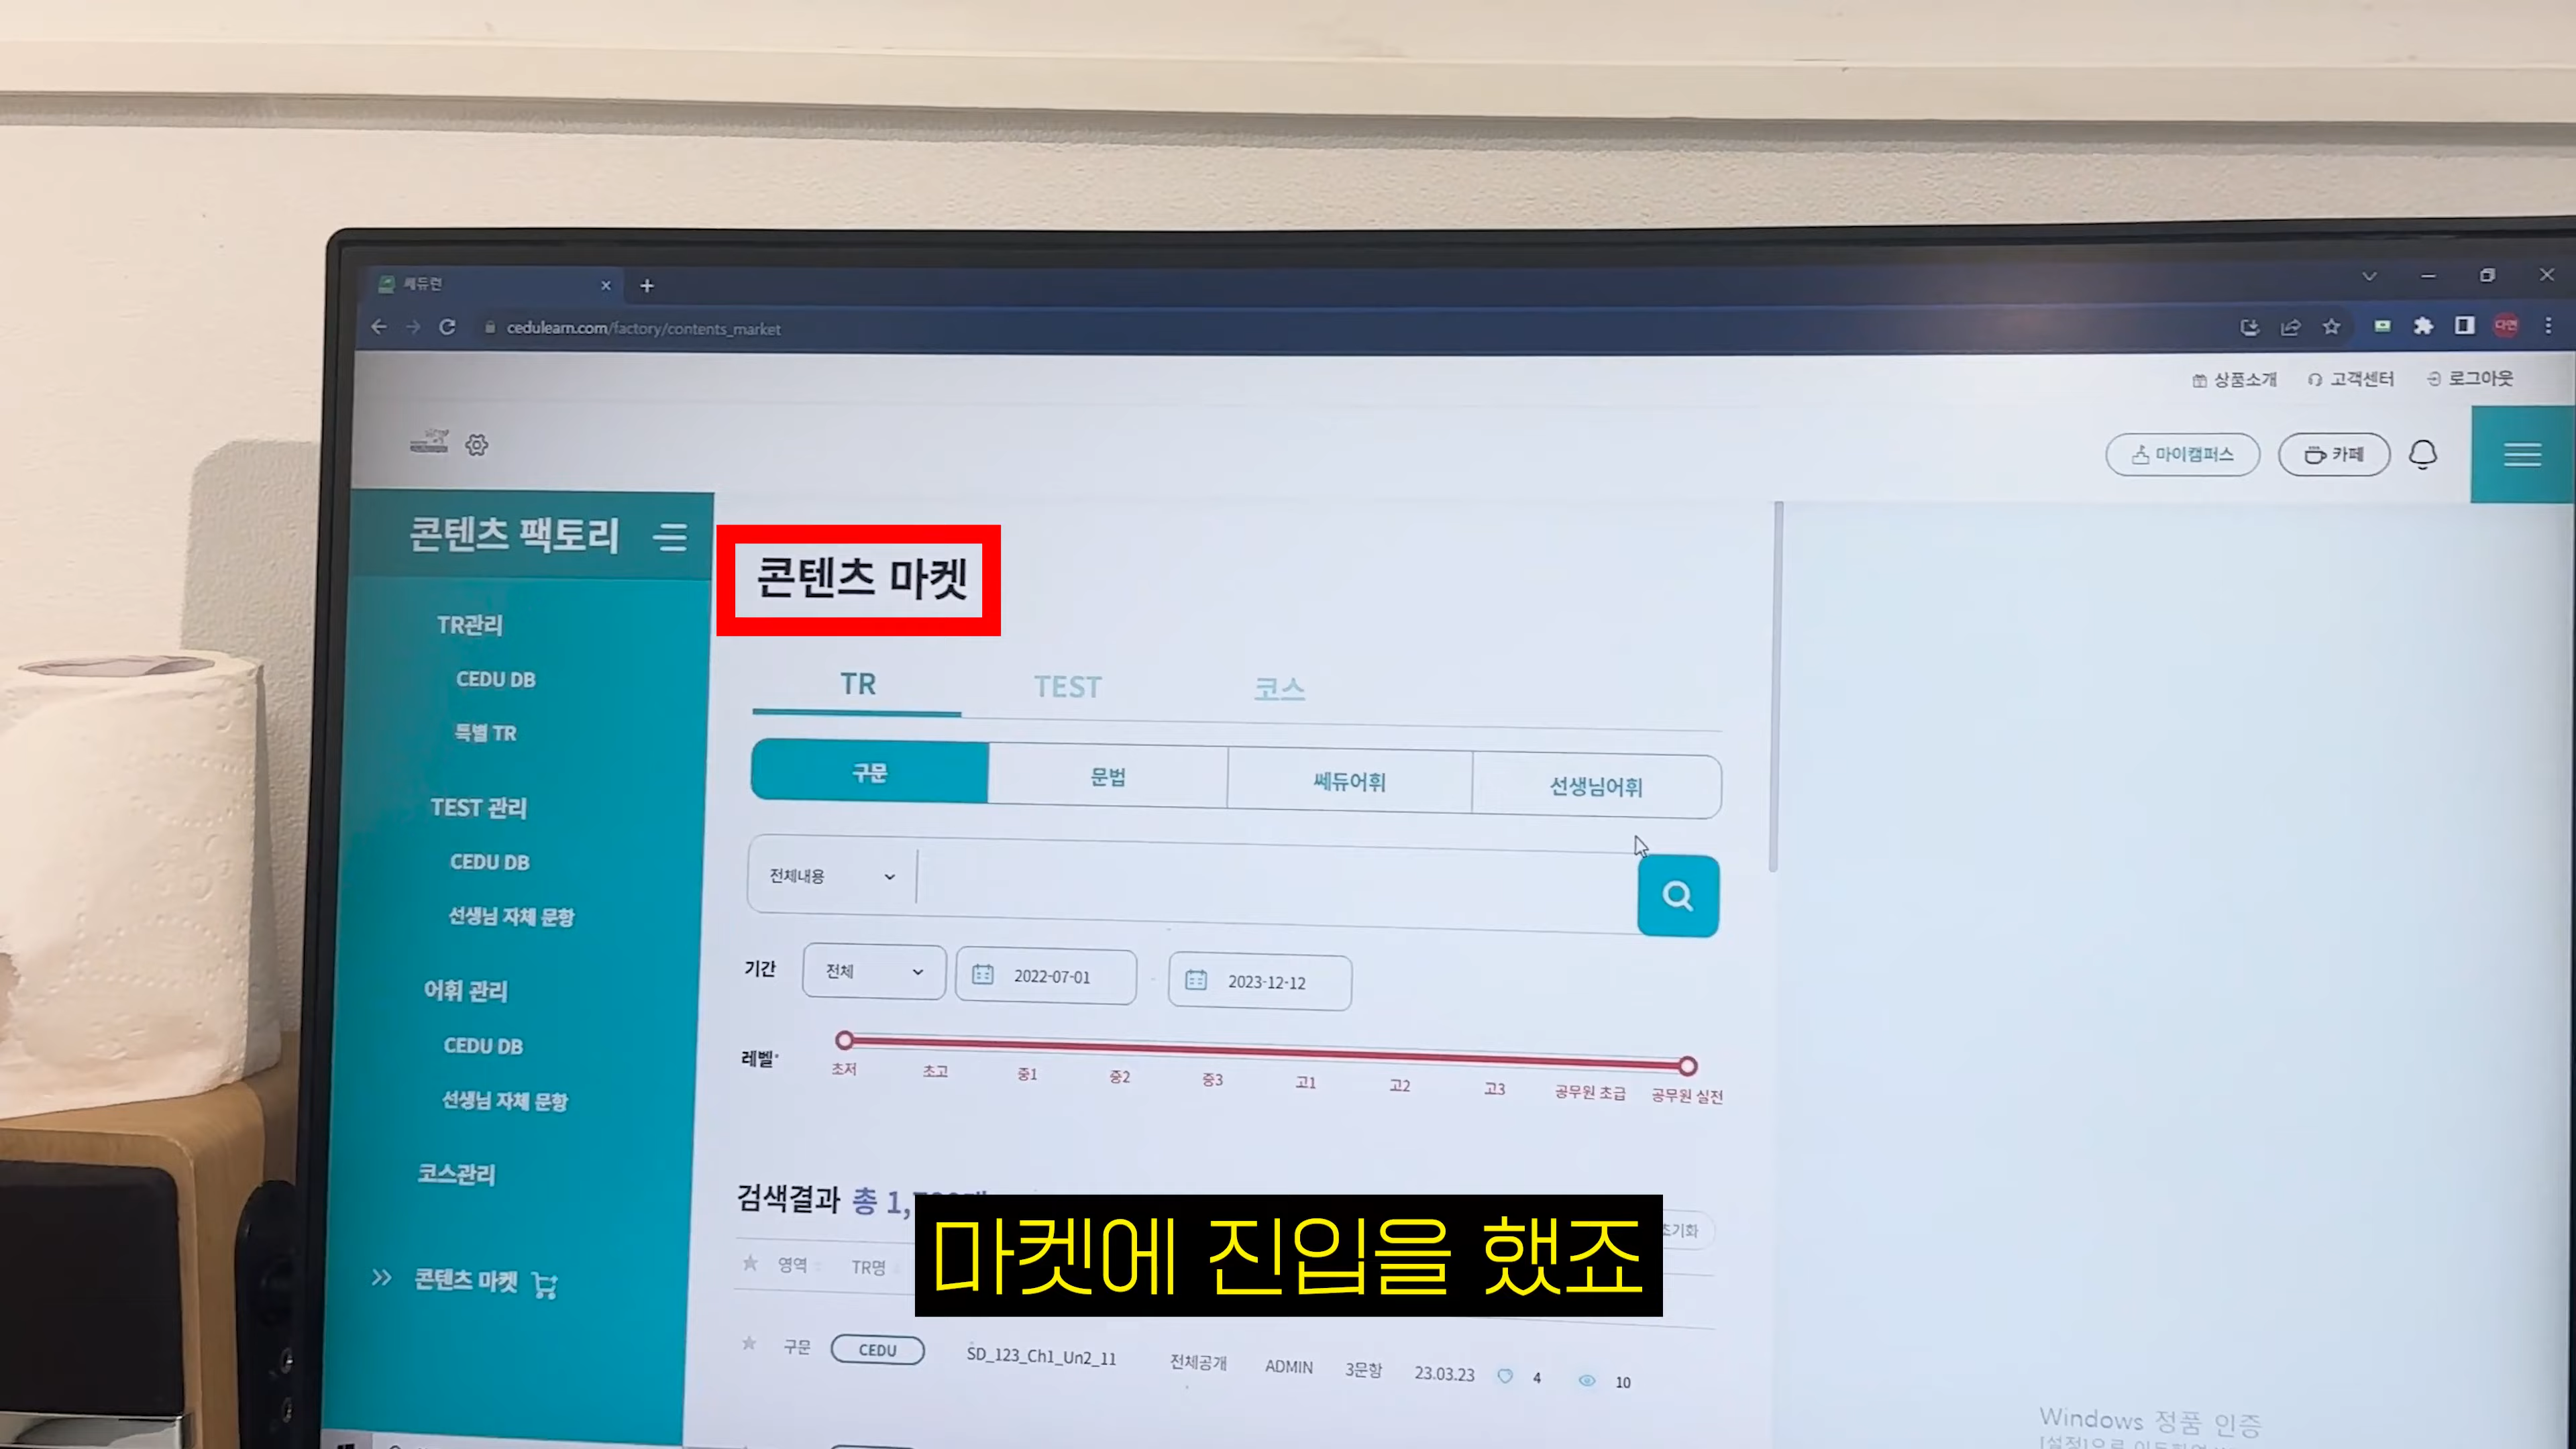 쎄듀런
cedulearn.com/factory/contents_market
다면
상품소개 고객센터 로그아웃
마이캠퍼스 카페
콘텐츠 팩토리
콘텐츠 마켓
TR관리
CEDU DB
특별 TR
TEST 관리
CEDU DB
선생님 자체 문항
어휘 관리
CEDU DB
선생님 자체 문항
코스관리
콘텐츠 마켓
TR TEST 코스
구문 문법 쎄듀어휘 선생님어휘
전체내용
기간 전체 2022-07-01 - 2023-12-12
레벨*
초저 초고 중1 중2 중3 고1 고2 고3 공무원 초급 공무원 실전
검색결과 총 1,
초기화
영역 TR명
마켓에 진입을 했죠
구문 CEDU SD_123_Ch1_Un2_11 전체공개 ADMIN 3문항 23.03.23 4 10
Windows 정품 인증